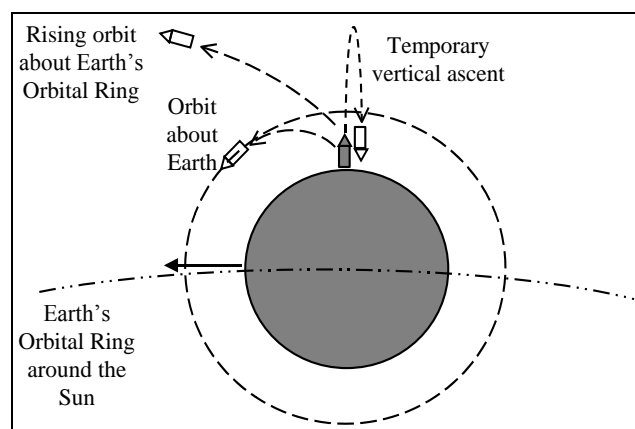 Rising orbit
about Earth's
Orbital Ring
Temporary
vertical ascent
Orbit
about
Earth
Earth's
Orbital Ring
around the
Sun